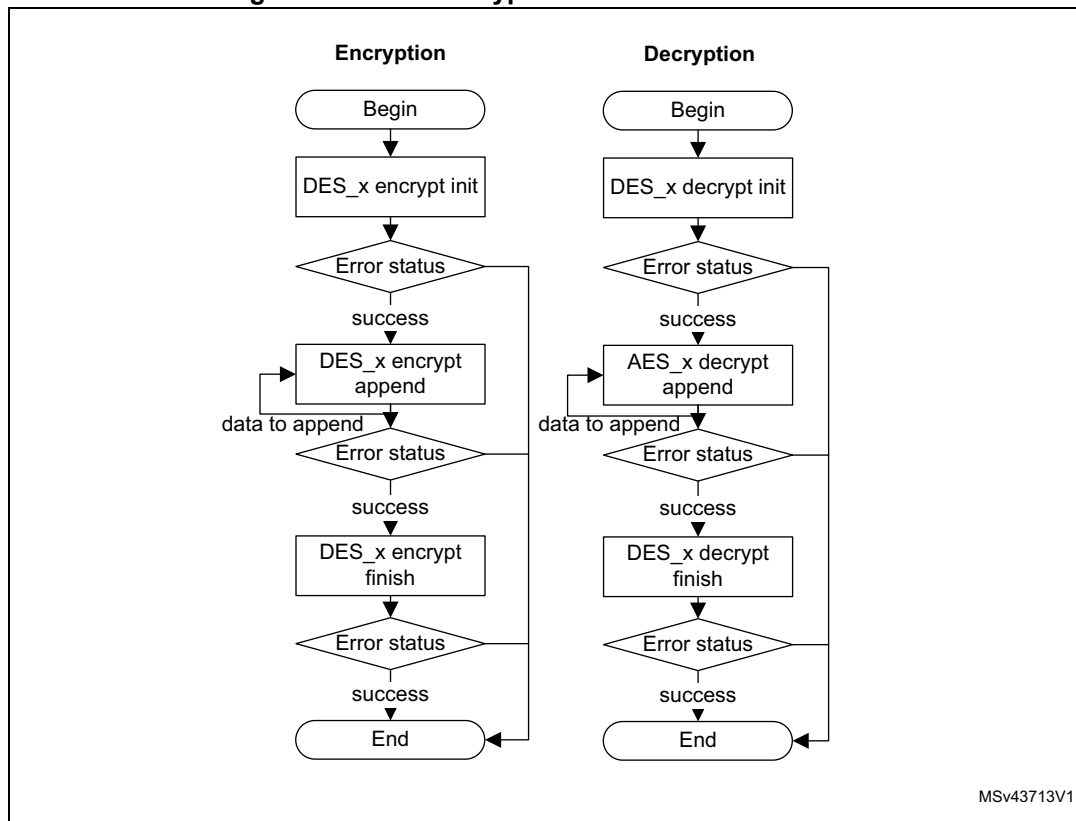 Encryption
Begin
DES_x encrypt init
Error status
success
DES_x encrypt
append
data to append
Error status
success
DES_x encrypt
finish
Error status
success
End
Decryption
Begin
DES_x decrypt init
Error status
success
AES_x decrypt
append
data to append
Error status
success
DES_x decrypt
finish
Error status
success
End
MSv43713V1